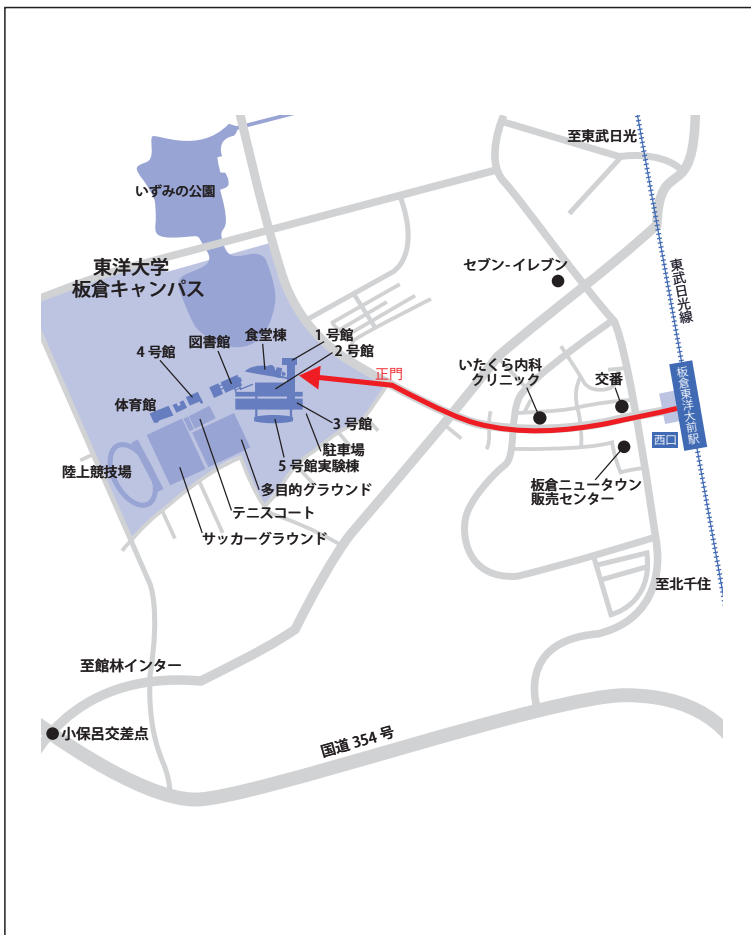 至東武日光
いずみの公園
東洋大学
板倉キャンパス
セブン-イレブン
東武日光線
図書館
食堂棟
1号館
2号館
4号館
正門
いたくら内科
クリニック
交番
板倉東洋大前駅
体育館
3号館
西口
駐車場
陸上競技場
5号館実験棟
板倉ニュータウン
販売センター
多目的グラウンド
テニスコート
サッカーグラウンド
至北千住
至館林インター
小保呂交差点
国道354号